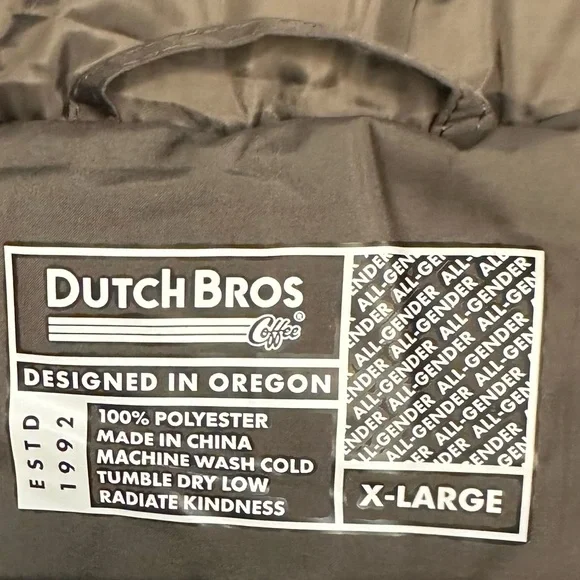 DUTCH BROS
Coffee®
DESIGNED IN OREGON
ESTD
1992
100% POLYESTER
MADE IN CHINA
MACHINE WASH COLD
TUMBLE DRY LOW
RADIATE KINDNESS
ALL-GENDER ALL-GENDER ALL-GENDER
X-LARGE